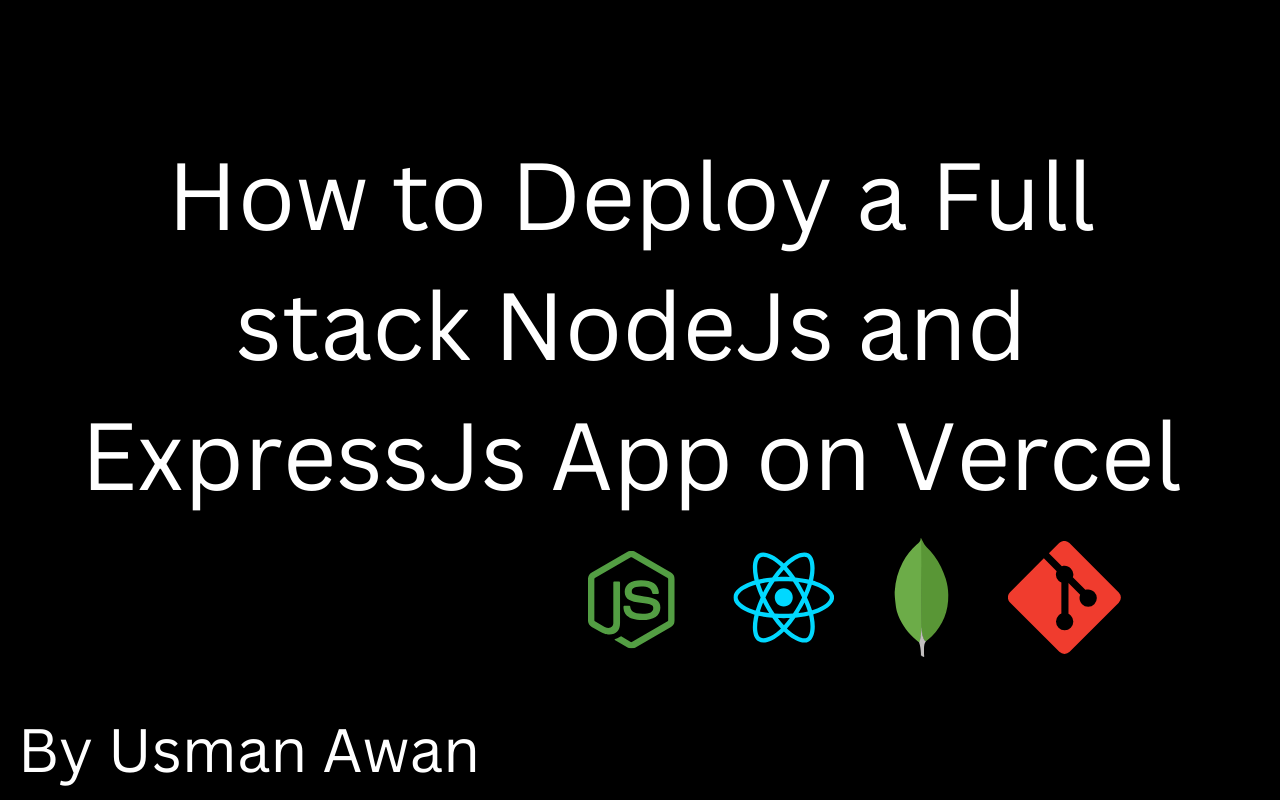 How to Deploy a Full
stack NodeJs and
ExpressJs App on Vercel
JS
By Usman Awan